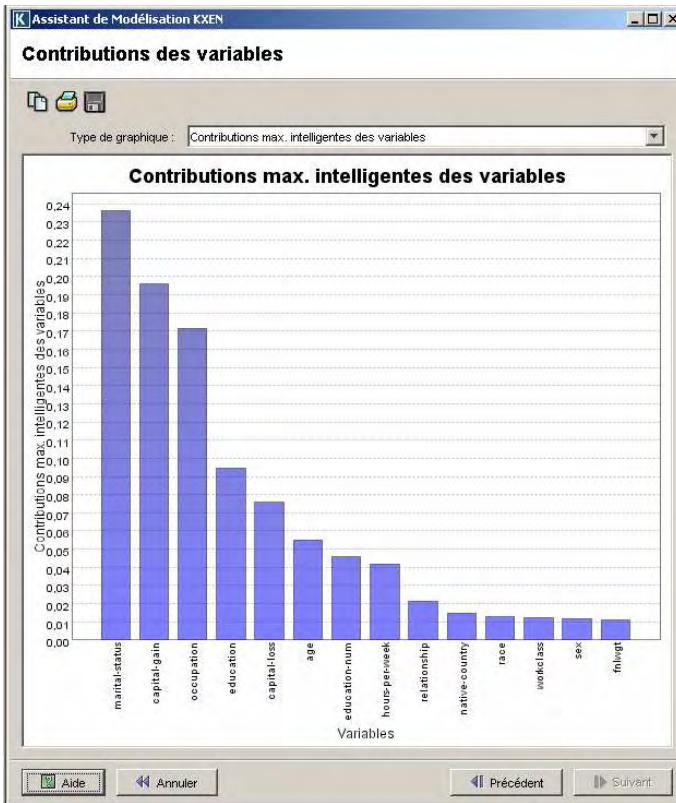 Assistant de Modélisation KXEN
Contributions des variables
Type de graphique :
Contributions max. intelligentes des variables
Contributions max. intelligentes des variables
Contributions max. intelligentes des variables
0,24
0,23
0,22
0,21
0,20
0,19
0,18
0,17
0,16
0,15
0,14
0,13
0,12
0,11
0,10
0,09
0,08
0,07
0,06
0,05
0,04
0,03
0,02
0,01
0,00
marital-status
capital-gain
occupation
education
capital-loss
age
education-num
hours-per-week
relationship
native-country
race
workclass
sex
fnlwgt
Variables
Aide
Annuler
Précédent
Suivant